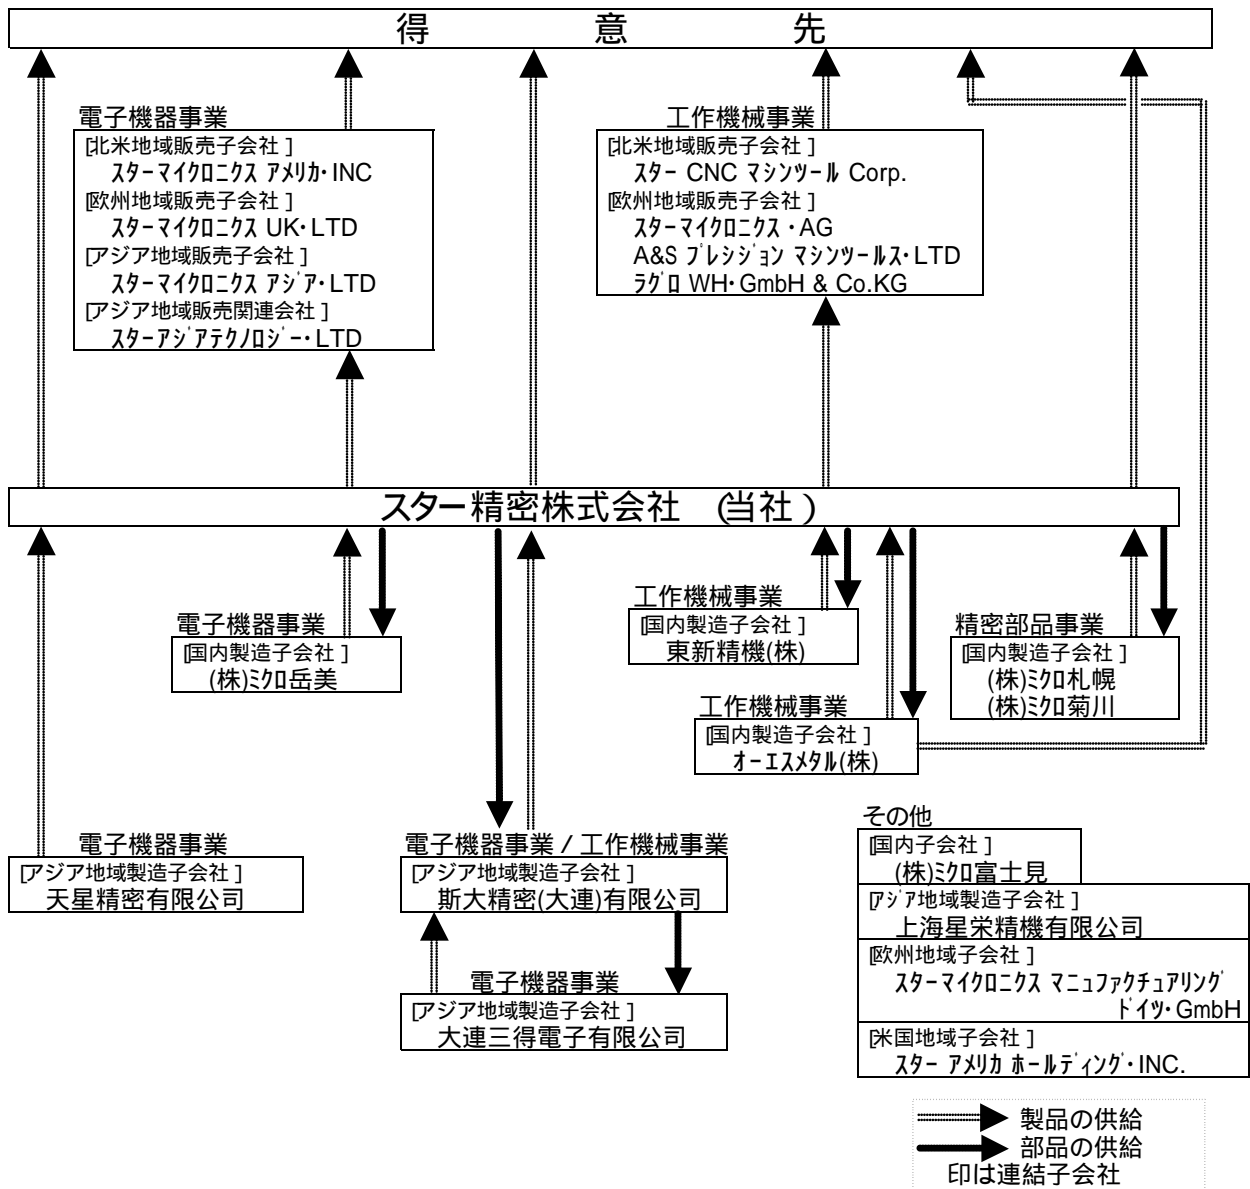 得意先
電子機器事業
[北米地域販売子会社]
スターマイクロニクス アメリカ・INC
[欧州地域販売子会社]
スターマイクロニクス UK・LTD
[アジア地域販売子会社]
スターマイクロニクス アジア・LTD
[アジア地域販売関連会社]
スターアジアテクノロジー・LTD
工作機械事業
[北米地域販売子会社]
スター CNC マシンツール Corp.
[欧州地域販売子会社]
スターマイクロニクス・AG
A&S プレシジョン マシンツールス・LTD
ラグロ WH・GmbH & Co.KG
スター精密株式会社 (当社)
電子機器事業
[国内製造子会社]
(株)ミクロ岳美
工作機械事業
[国内製造子会社]
東新精機(株)
精密部品事業
[国内製造子会社]
(株)ミクロ札幌
(株)ミクロ菊川
工作機械事業
[国内製造子会社]
オーエスメタル(株)
電子機器事業
[アジア地域製造子会社]
天星精密有限公司
電子機器事業 / 工作機械事業
[アジア地域製造子会社]
斯大精密(大連)有限公司
電子機器事業
[アジア地域製造子会社]
大連三得電子有限公司
その他
[国内子会社]
(株)ミクロ富士見
[アジア地域製造子会社]
上海星栄精機有限公司
[欧州地域子会社]
スターマイクロニクス マニュファクチュアリング
ドイツ・GmbH
[米国地域子会社]
スター アメリカ ホールディング・INC.
製品の供給
部品の供給
印は連結子会社